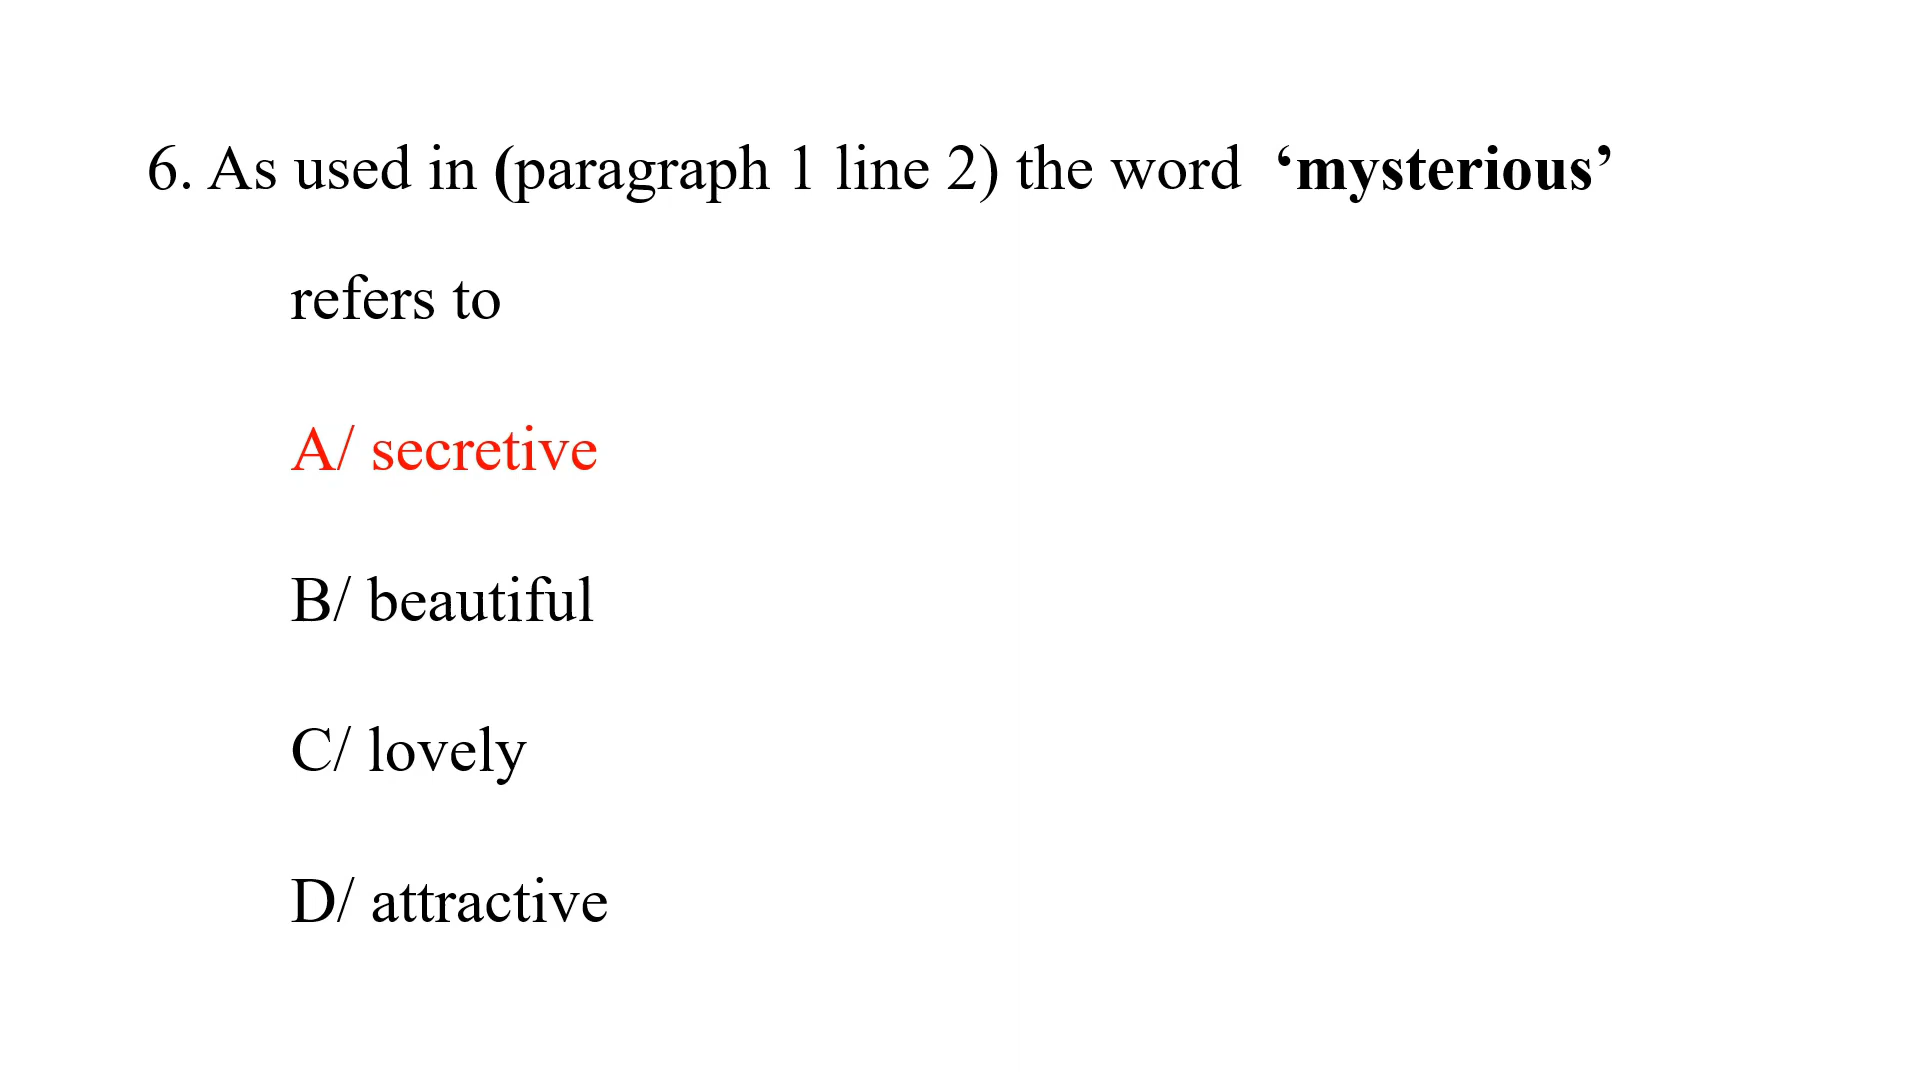 6. As used in (paragraph 1 line 2) the word ‘mysterious’
refers to
A/ secretive
B/ beautiful
C/ lovely
D/ attractive